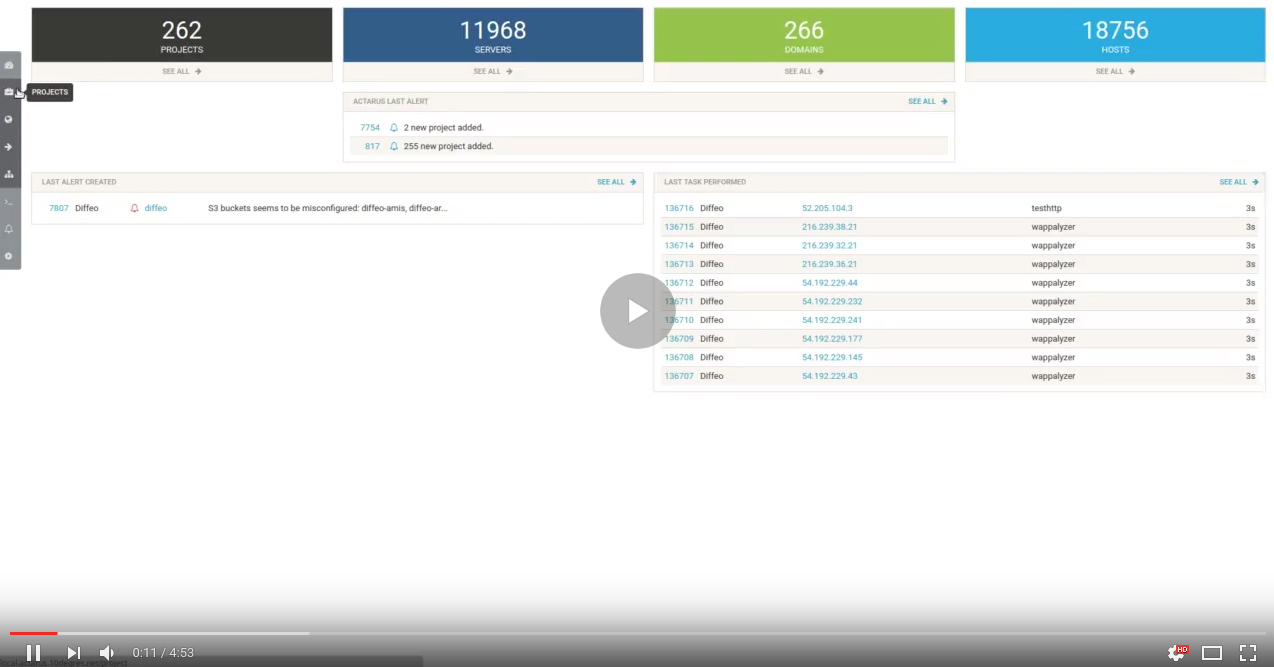 262
PROJECTS
SEE ALL
11968
SERVERS
SEE ALL
266
DOMAINS
SEE ALL
18756
HOSTS
SEE ALL
PROJECTS
ACTARUS LAST ALERT SEE ALL
7754 2 new project added.
817 255 new project added.
LAST ALERT CREATED SEE ALL
7807 Diffeo diffeo S3 buckets seems to be misconfigured: diffeo-amis, diffeo-ar...
LAST TASK PERFORMED SEE ALL
136716 Diffeo 52.205.104.3 testhttp 3s
136715 Diffeo 216.239.38.21 wappalyzer 3s
136714 Diffeo 216.239.32.21 wappalyzer 3s
136713 Diffeo 216.239.36.21 wappalyzer 3s
136712 Diffeo 54.192.229.44 wappalyzer 3s
136711 Diffeo 54.192.229.232 wappalyzer 3s
136710 Diffeo 54.192.229.241 wappalyzer 3s
136709 Diffeo 54.192.229.177 wappalyzer 3s
136708 Diffeo 54.192.229.145 wappalyzer 3s
136707 Diffeo 54.192.229.43 wappalyzer 3s
0:11 / 4:53
HD